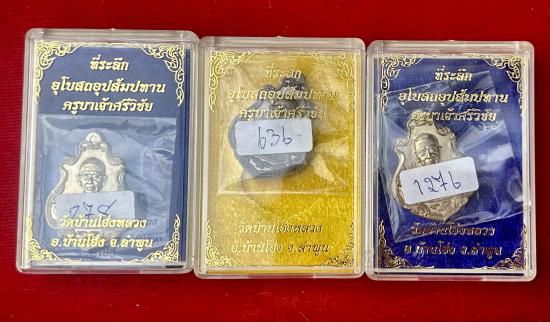 ที่ระลึก
อุโบสถอุปสัมปทาน
ครูบาเจ้าศรีวิชัย
178
วัดบ้านโฮ่งหลวง
อ.บ้านโฮ่ง จ.ลำพูน
ที่ระลึก
อุโบสถอุปสัมปทาน
ครูบาเจ้าศรีวิชัย
636
วัดบ้านโฮ่งหลวง
อ.บ้านโฮ่ง จ.ลำพูน
ที่ระลึก
อุโบสถอุปสัมปทาน
ครูบาเจ้าศรีวิชัย
1276
วัดบ้านโฮ่งหลวง
อ.บ้านโฮ่ง จ.ลำพูน